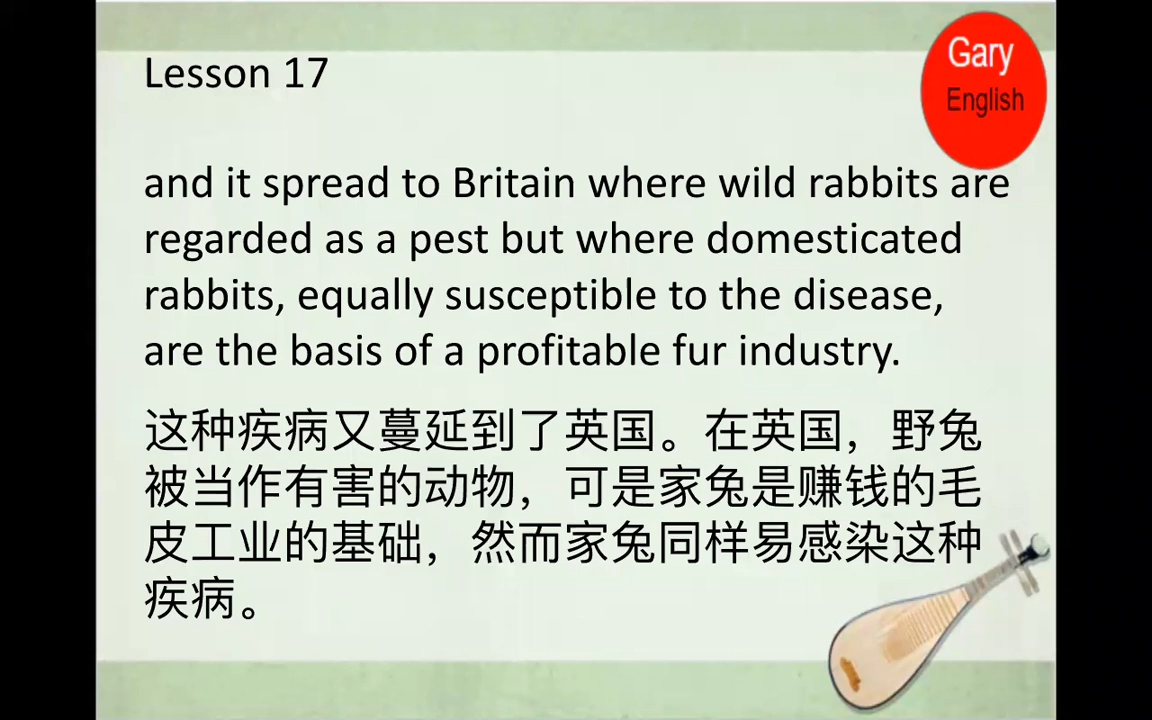 Gary
English
Lesson 17
and it spread to Britain where wild rabbits are
regarded as a pest but where domesticated
rabbits, equally susceptible to the disease,
are the basis of a profitable fur industry.
这种疾病又蔓延到了英国。在英国，野兔
被当作有害的动物，可是家兔是赚钱的毛
皮工业的基础，然而家兔同样易感染这种
疾病。